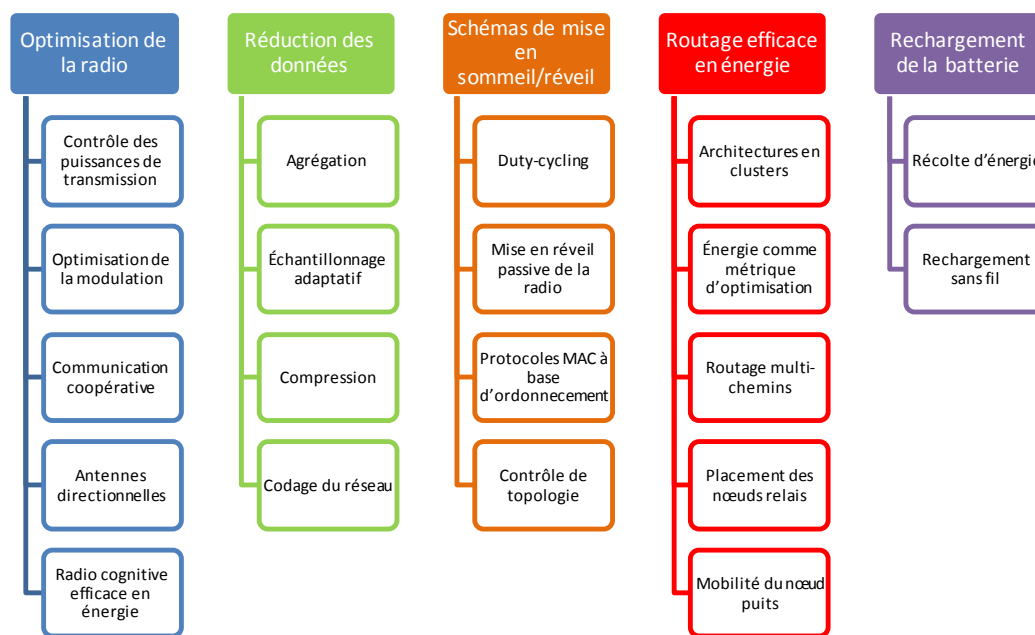 Optimisation de
la radio
Contrôle des
puissances de
transmission
Optimisation de
la modulation
Communication
coopérative
Antennes
directionnelles
Radio cognitive
efficace en
énergie
Réduction des
données
Agrégation
Échantillonnage
adaptatif
Compression
Codage du réseau
Schémas de mise
en
sommeil/réveil
Duty-cycling
Mise en réveil
passive de la
radio
Protocoles MAC à
base
d'ordonnecement
Contrôle de
topologie
Routage efficace
en énergie
Architectures en
clusters
Énergie comme
métrique
d'optimisation
Routage multi-
chemins
Placement des
nœuds relais
Mobilité du nœud
puits
Rechargement
de la batterie
Récolte d'énergie
Rechargement
sans fil